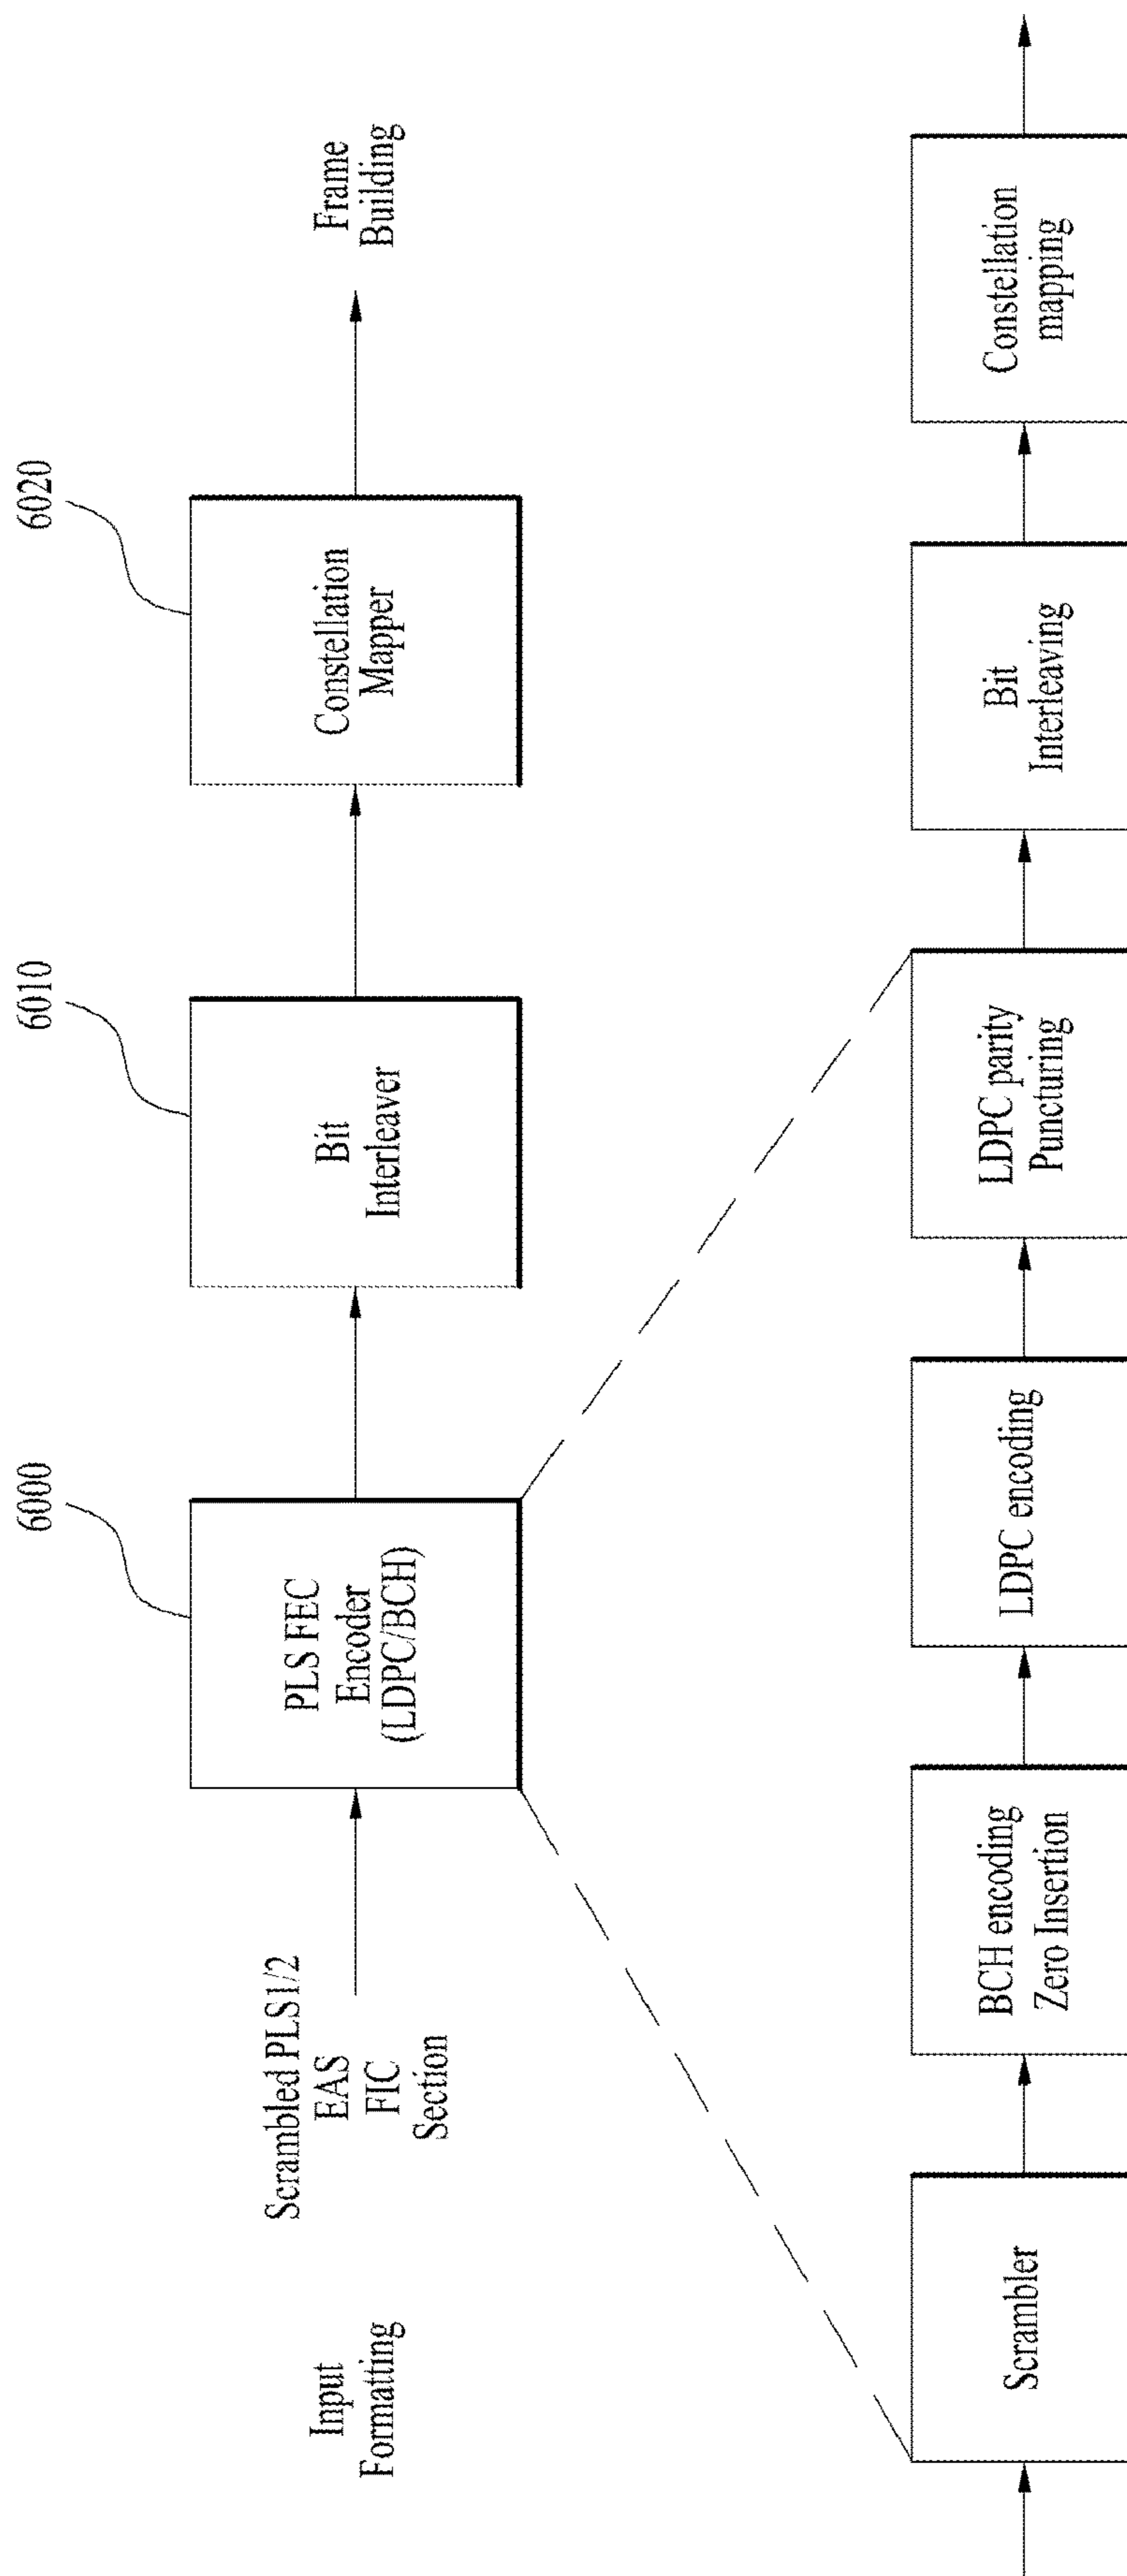 Input
Formatting
Scrambled PLS1/2
EAS
FIC
Section
6000
PLS FEC
Encoder
(LDPC/BCH)
6010
Bit
Interleaver
6020
Constellation
Mapper
Frame
Building
Scrambler
BCH encoding
Zero Insertion
LDPC encoding
LDPC parity
Puncturing
Bit
Interleaving
Constellation
mapping